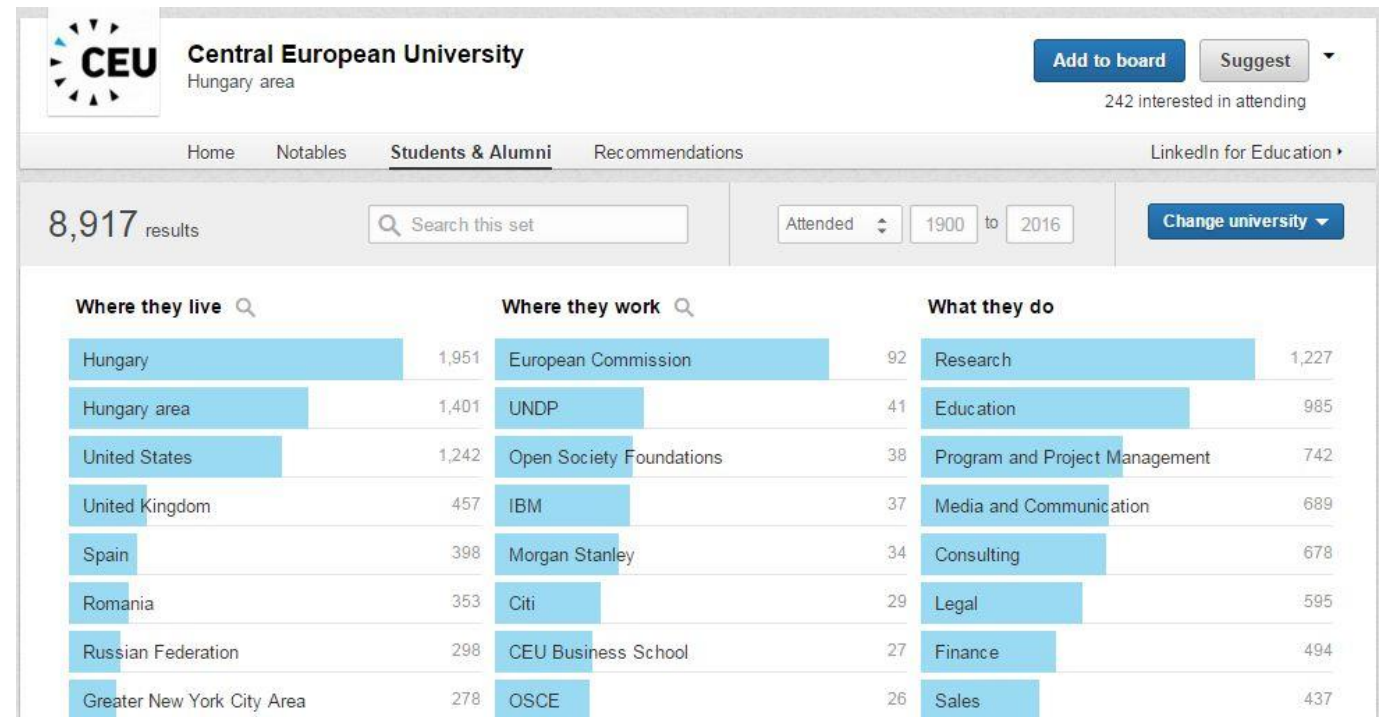 CEU
Central European University
Hungary area
Add to board
Suggest
242 interested in attending
Home Notables Students & Alumni Recommendations LinkedIn for Education
8,917 results
Search this set
Attended 1900 to 2016
Change university
Where they live
Hungary 1,951
Hungary area 1,401
United States 1,242
United Kingdom 457
Spain 398
Romania 353
Russian Federation 298
Greater New York City Area 278
Where they work
European Commission 92
UNDP 41
Open Society Foundations 38
IBM 37
Morgan Stanley 34
Citi 29
CEU Business School 27
OSCE 26
What they do
Research 1,227
Education 985
Program and Project Management 742
Media and Communication 689
Consulting 678
Legal 595
Finance 494
Sales 437